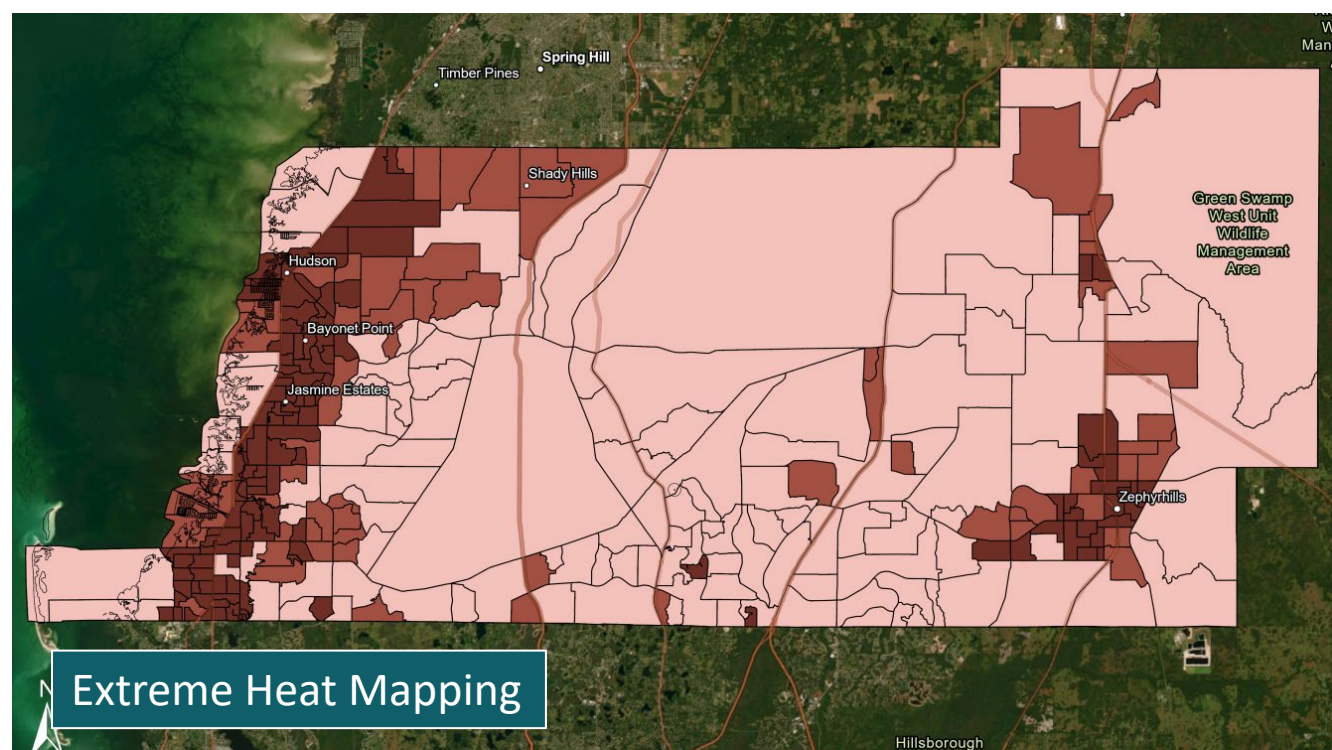 W
Man
Spring Hill
Timber Pines
Shady Hills
Green Swamp
West Unit
Wildlife
Management
Area
Hudson
Bayonet Point
Jasmine Estates
Zephyrhills
Extreme Heat Mapping
N
Hillsborough